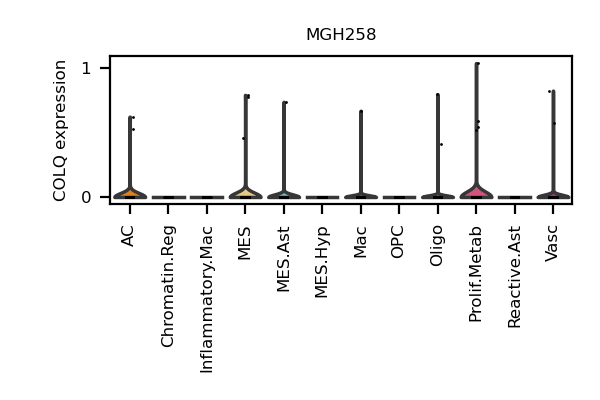 MGH258
COLQ expression
1
0
AC
Chromatin.Reg
Inflammatory.Mac
MES
MES.Ast
MES.Hyp
Mac
OPC
Oligo
Prolif.Metab
Reactive.Ast
Vasc